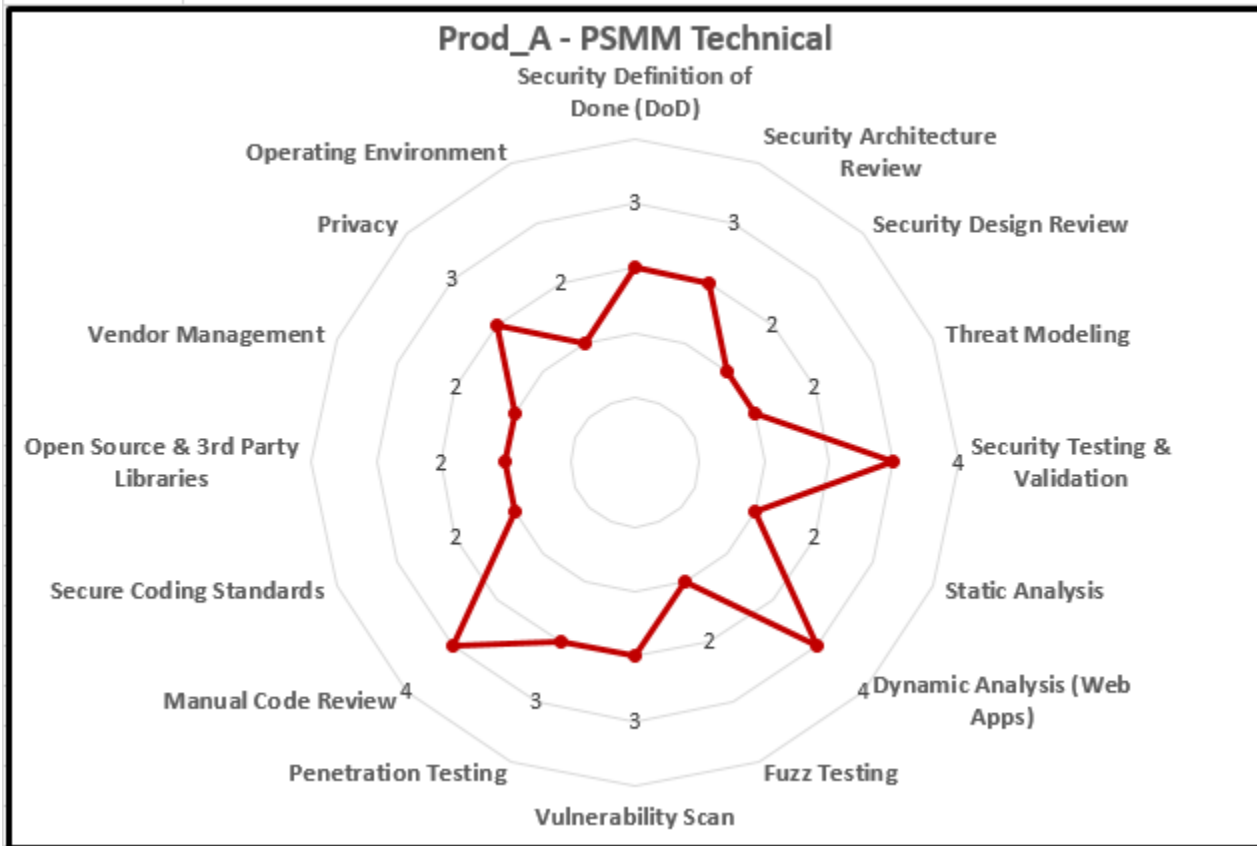 Prod_A - PSMM Technical
Security Definition of
Done (DoD)
Security Architecture
Review
Operating Environment
Privacy
Security Design Review
3
3
3
2
2
Vendor Management
Threat Modeling
2
2
Open Source & 3rd Party
Libraries
2
4
Security Testing &
Validation
2
2
Secure Coding Standards
Static Analysis
2
Manual Code Review
4
3
3
4
Dynamic Analysis (Web
Apps)
Penetration Testing
Fuzz Testing
Vulnerability Scan